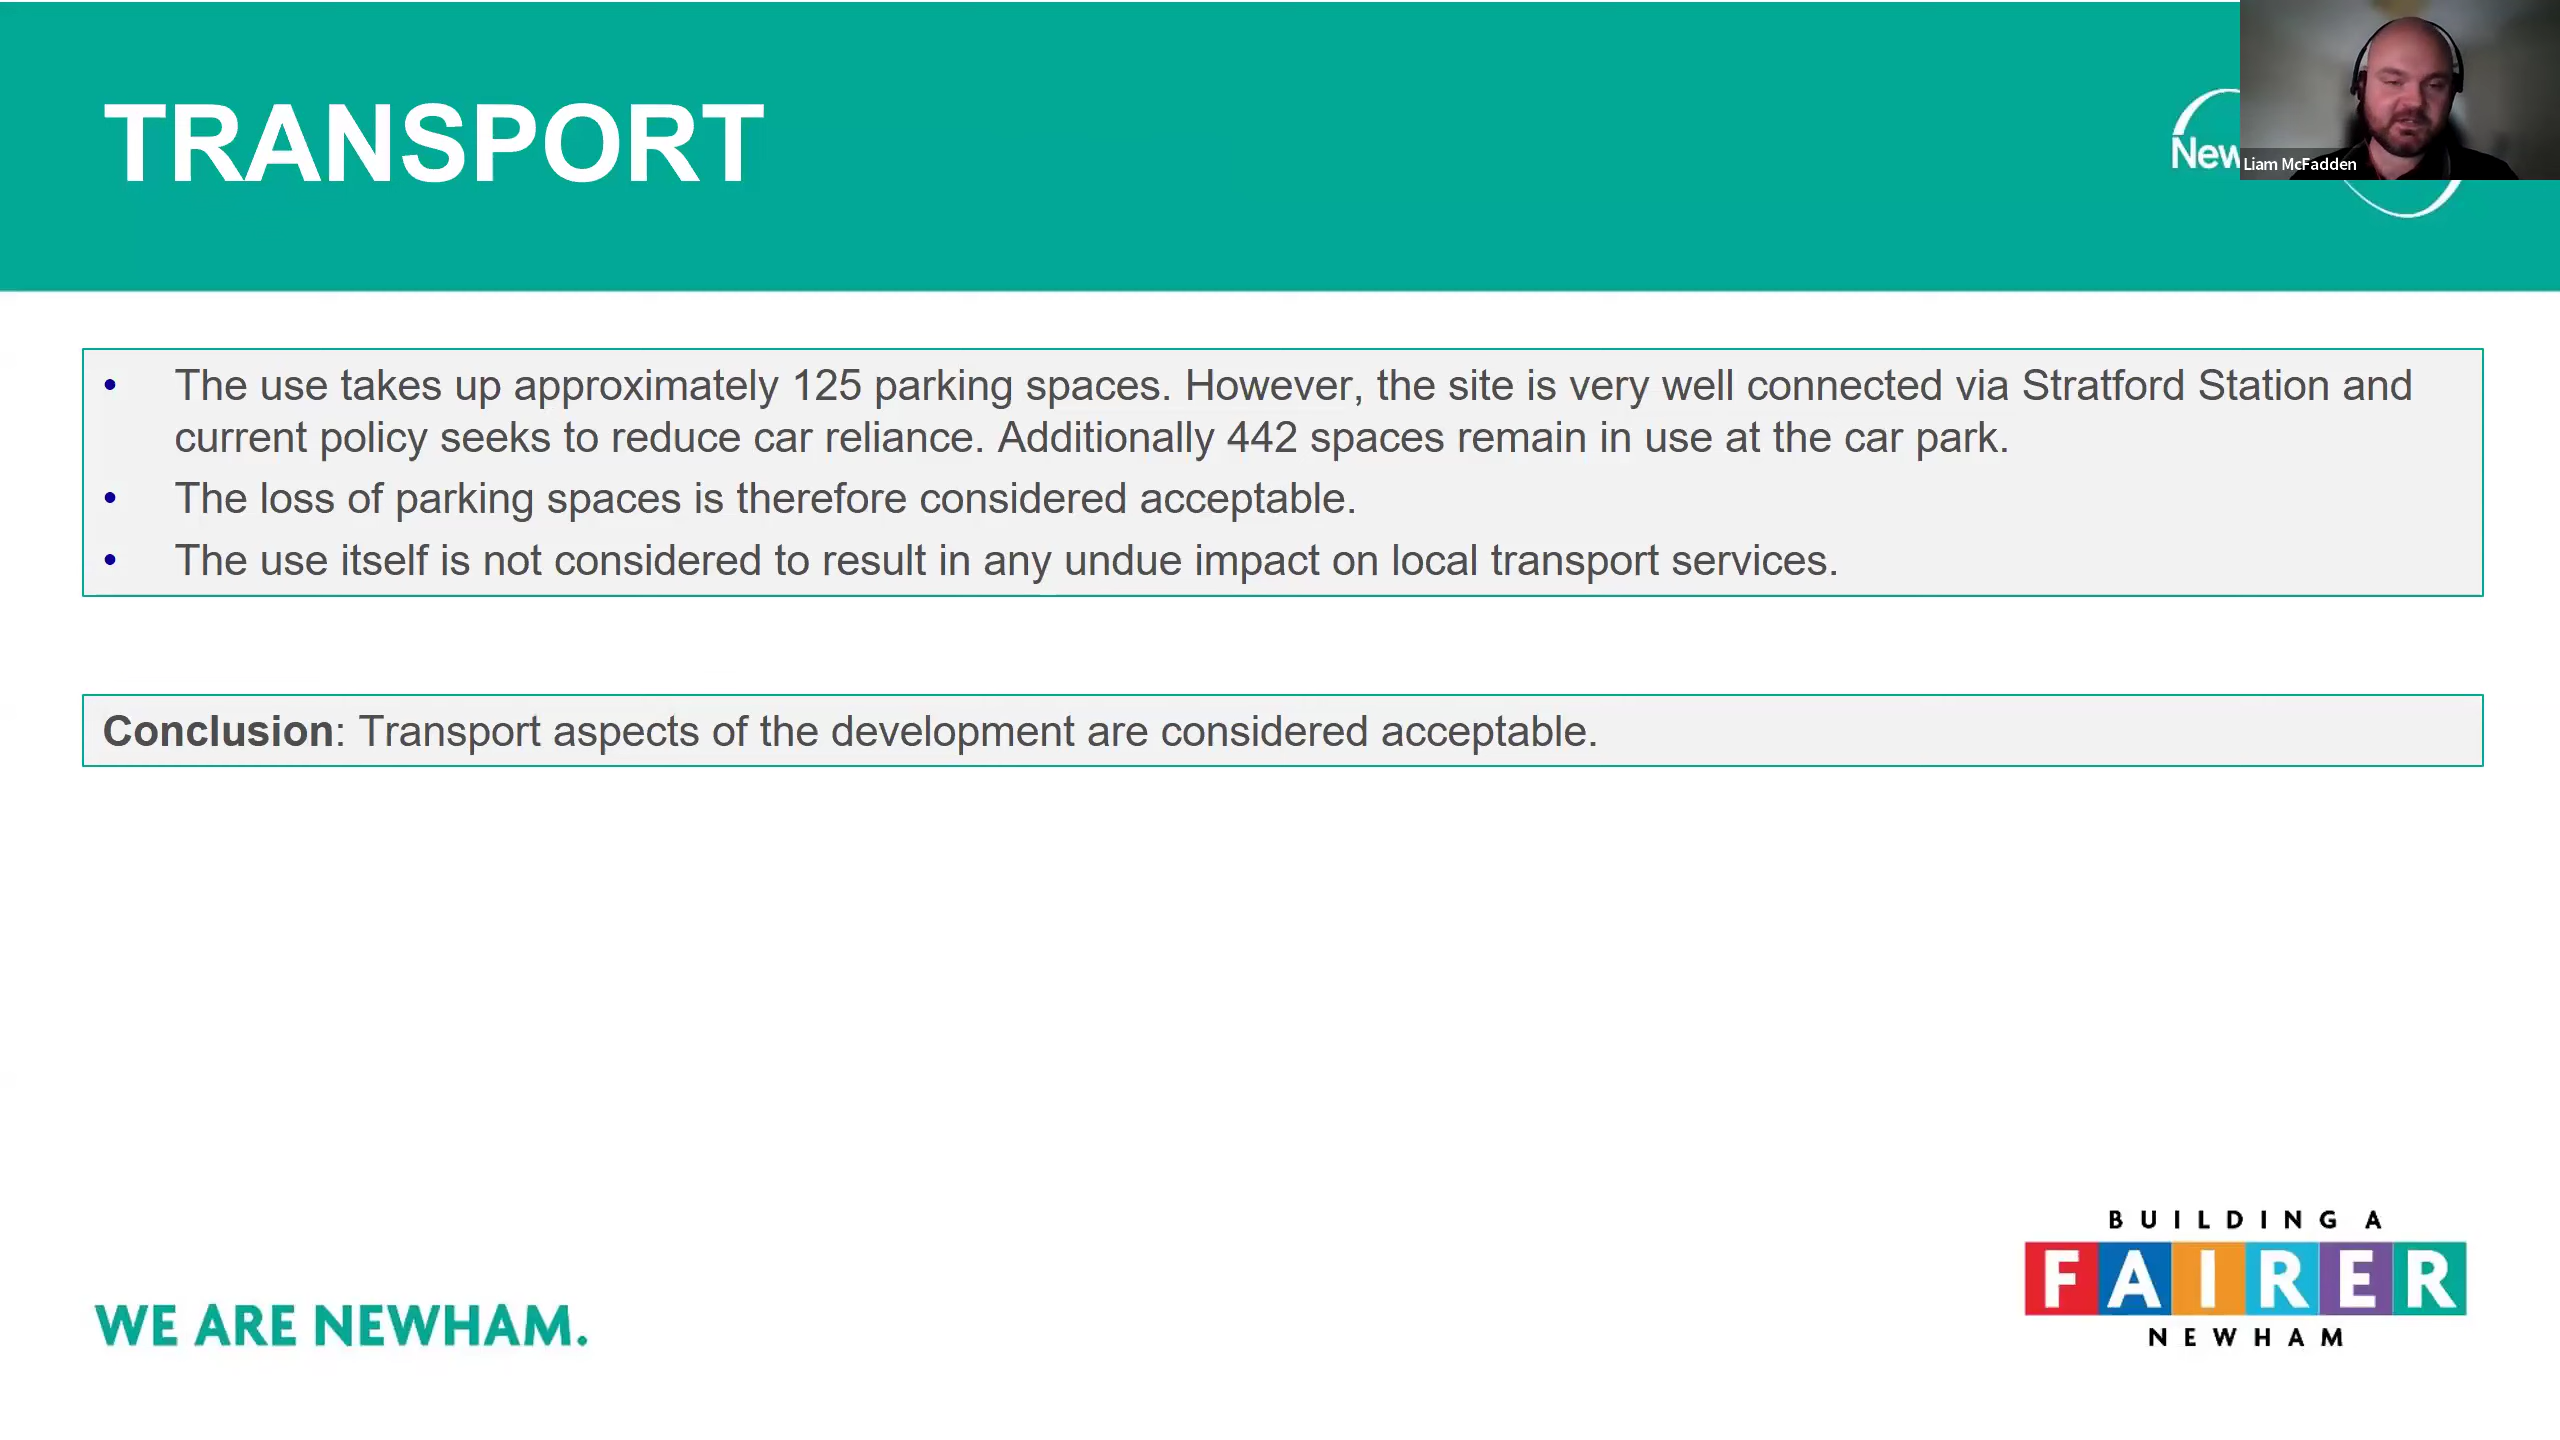 TRANSPORT
New
Liam McFadden
• The use takes up approximately 125 parking spaces. However, the site is very well connected via Stratford Station and
current policy seeks to reduce car reliance. Additionally 442 spaces remain in use at the car park.
• The loss of parking spaces is therefore considered acceptable.
• The use itself is not considered to result in any undue impact on local transport services.
Conclusion: Transport aspects of the development are considered acceptable.
BUILDING A
FAIRER
NEWHAM
WE ARE NEWHAM.